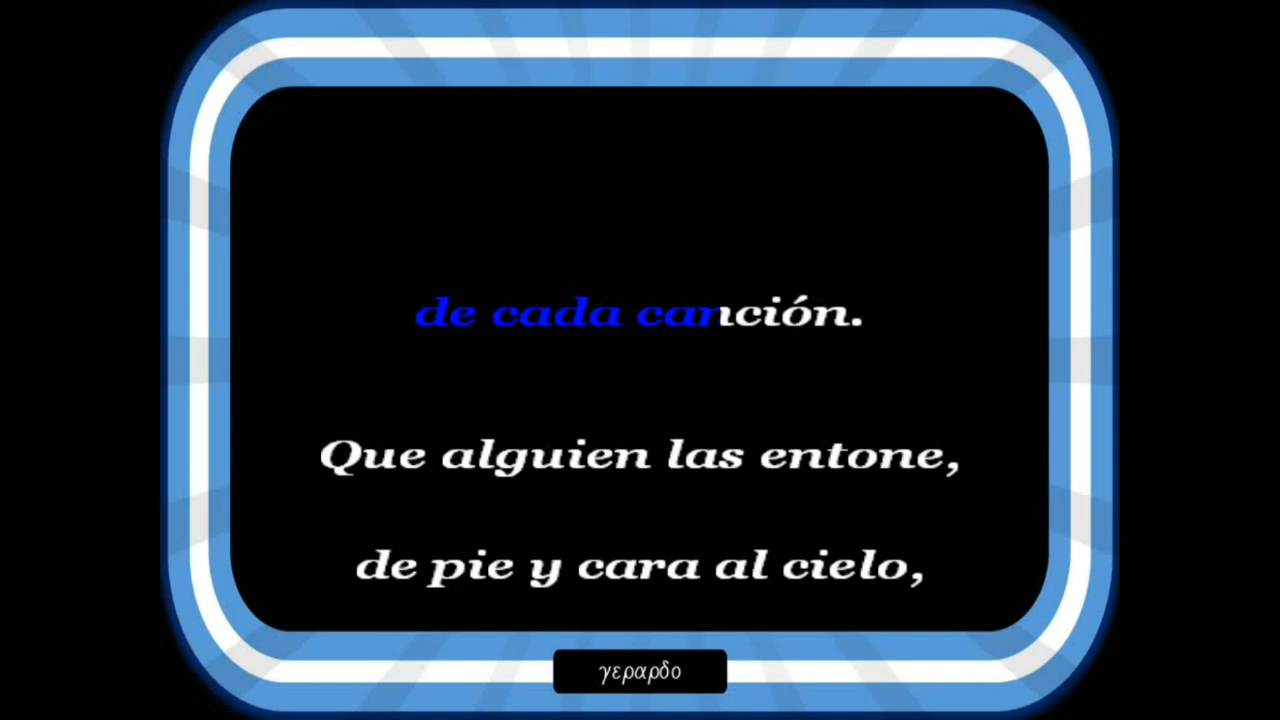 de cada canción.
Que alguien las entone,
de pie y cara al cielo,
γεραρδο